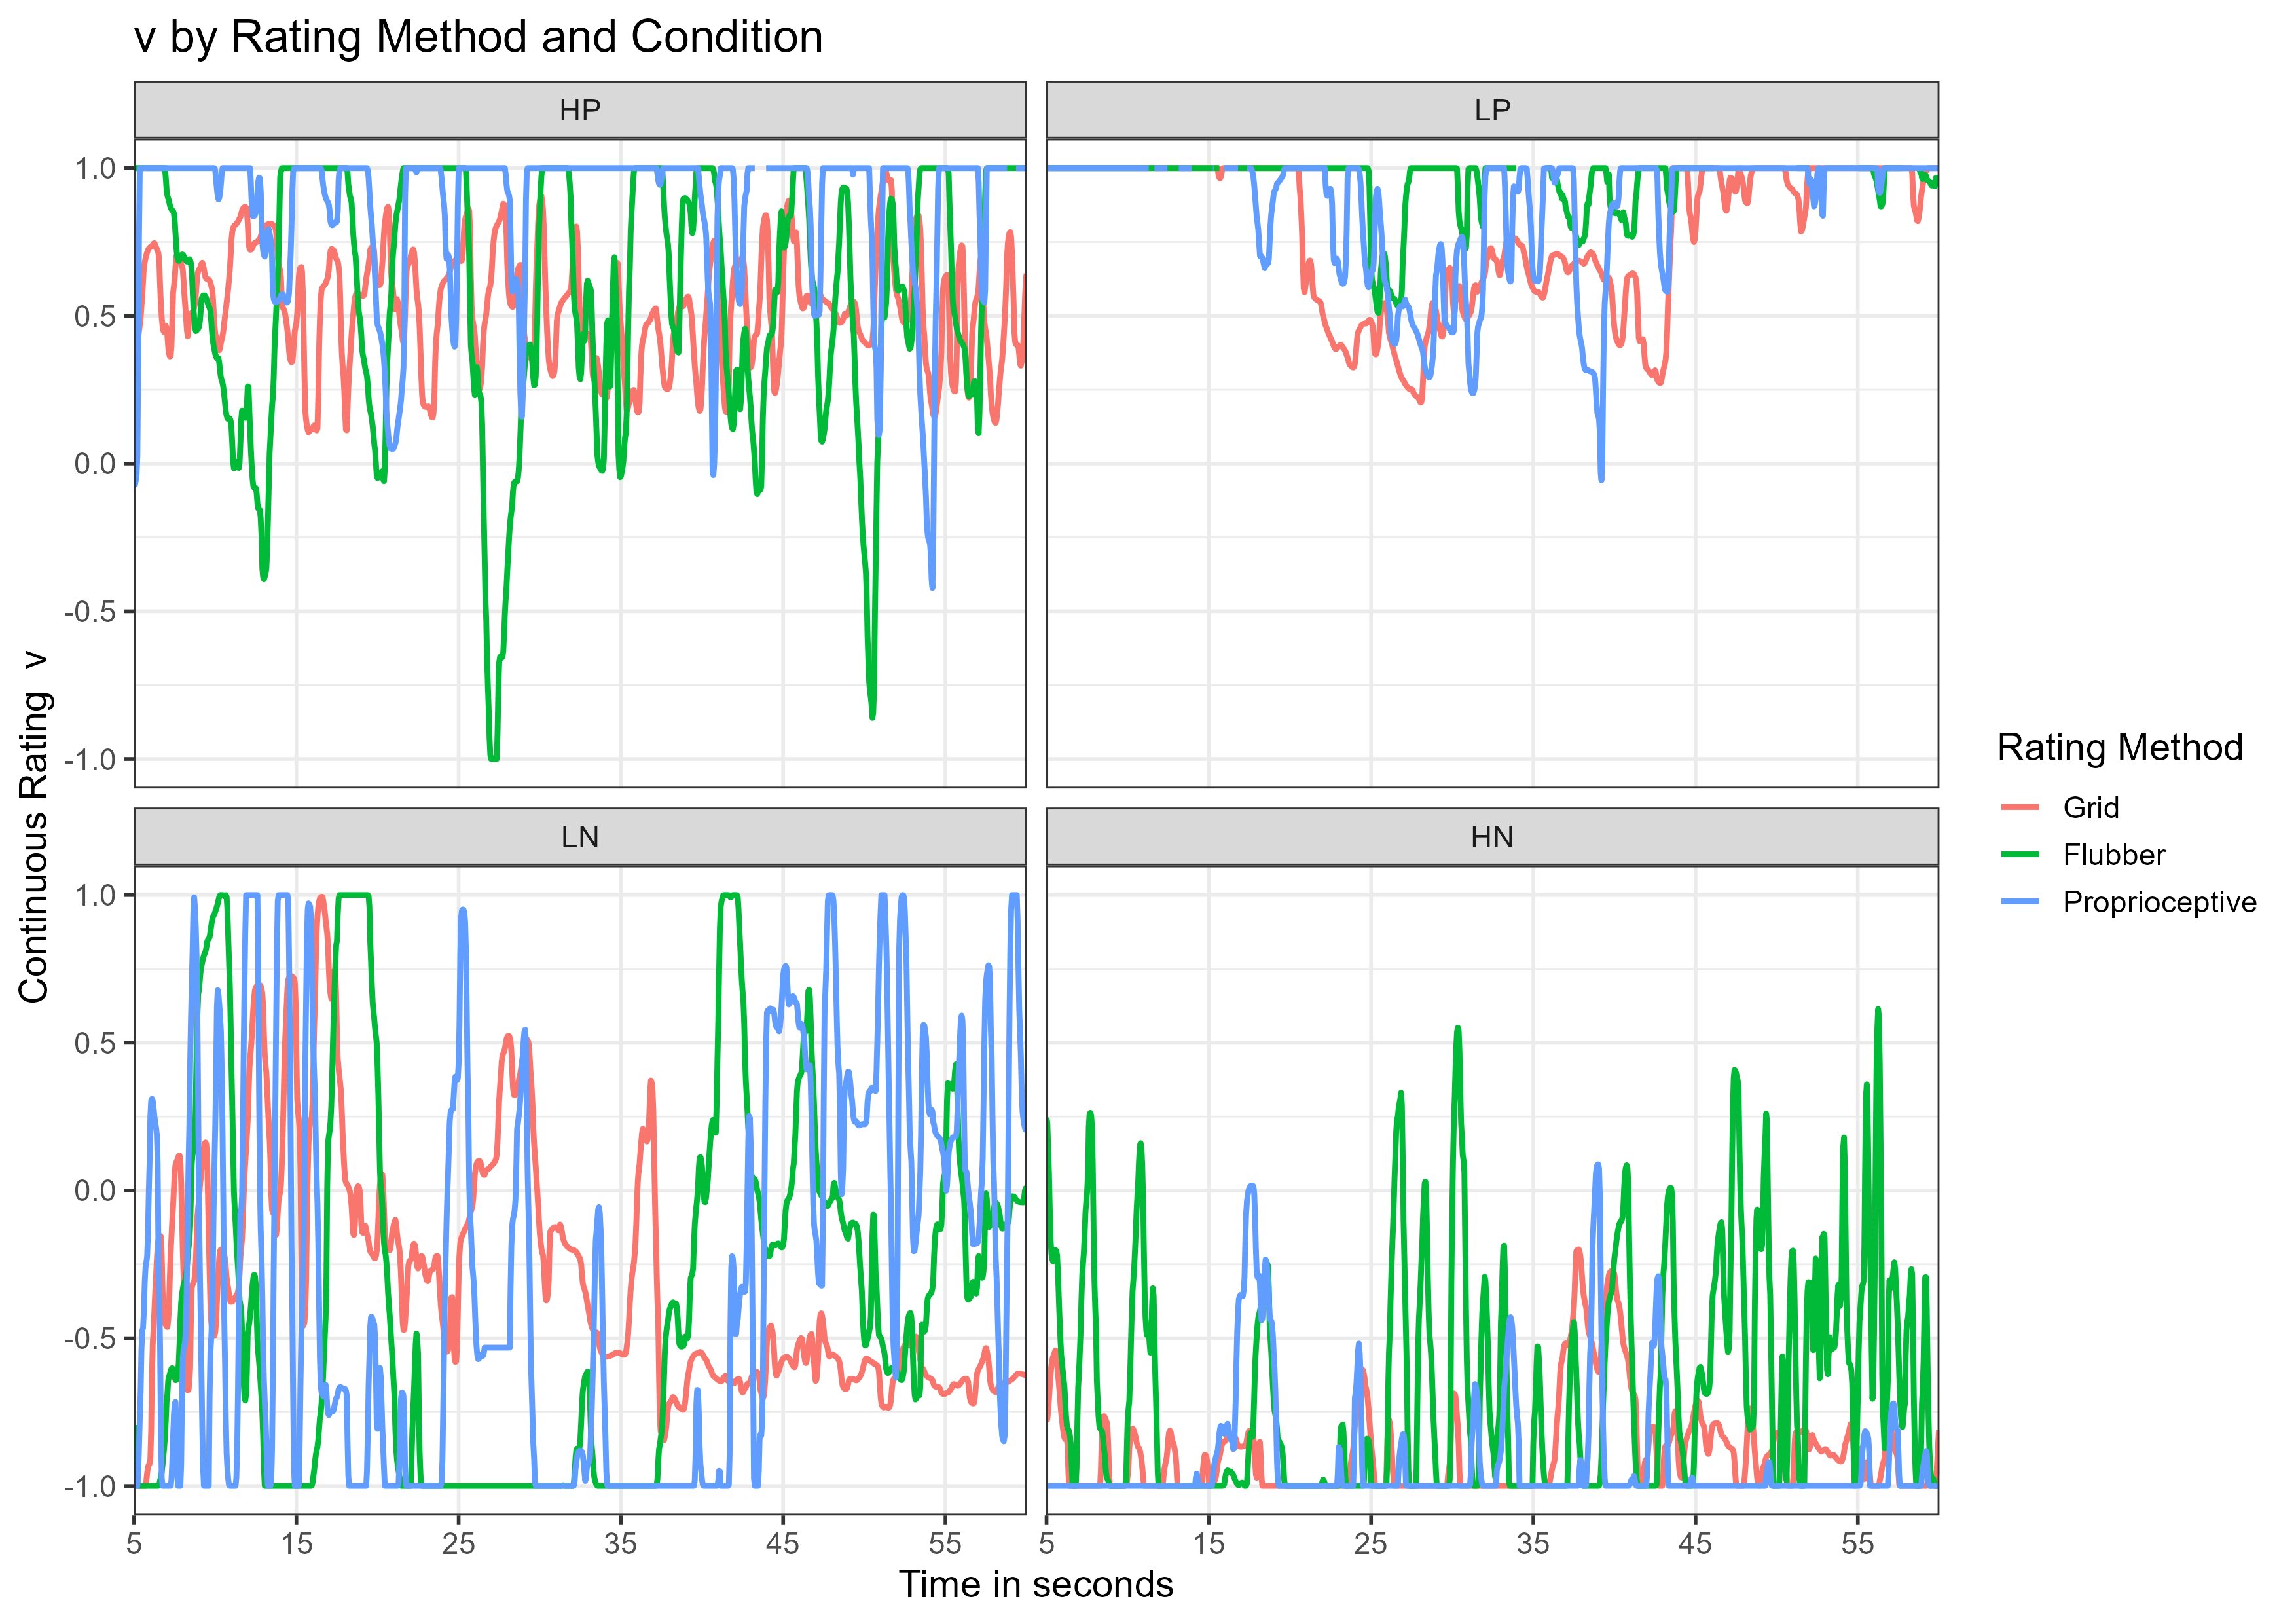 v by Rating Method and Condition
HP
LP
1.0
0.5
0.0
-0.5
-1.0
LN
HN
1.0
0.5
0.0
-0.5
-1.0
5 15 25 35 45 55
5 15 25 35 45 55
Time in seconds
Continuous Rating v
Rating Method
Grid
Flubber
Proprioceptive